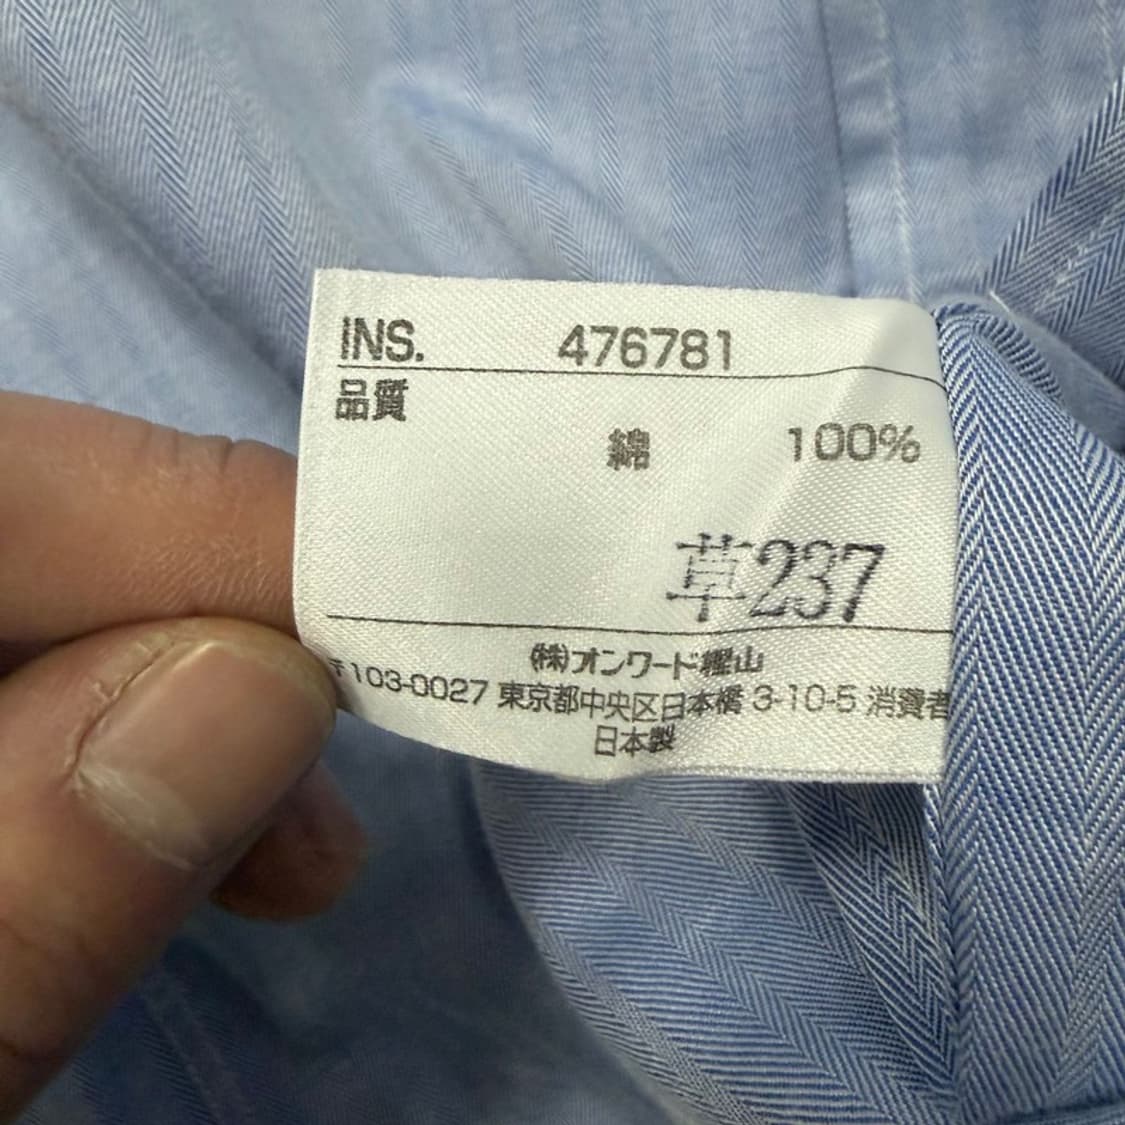 INS. 476781
品質
綿 100%
草237
(株)オンワード樫山
〒103-0027 東京都中央区日本橋 3-10-5 消費者
日本製